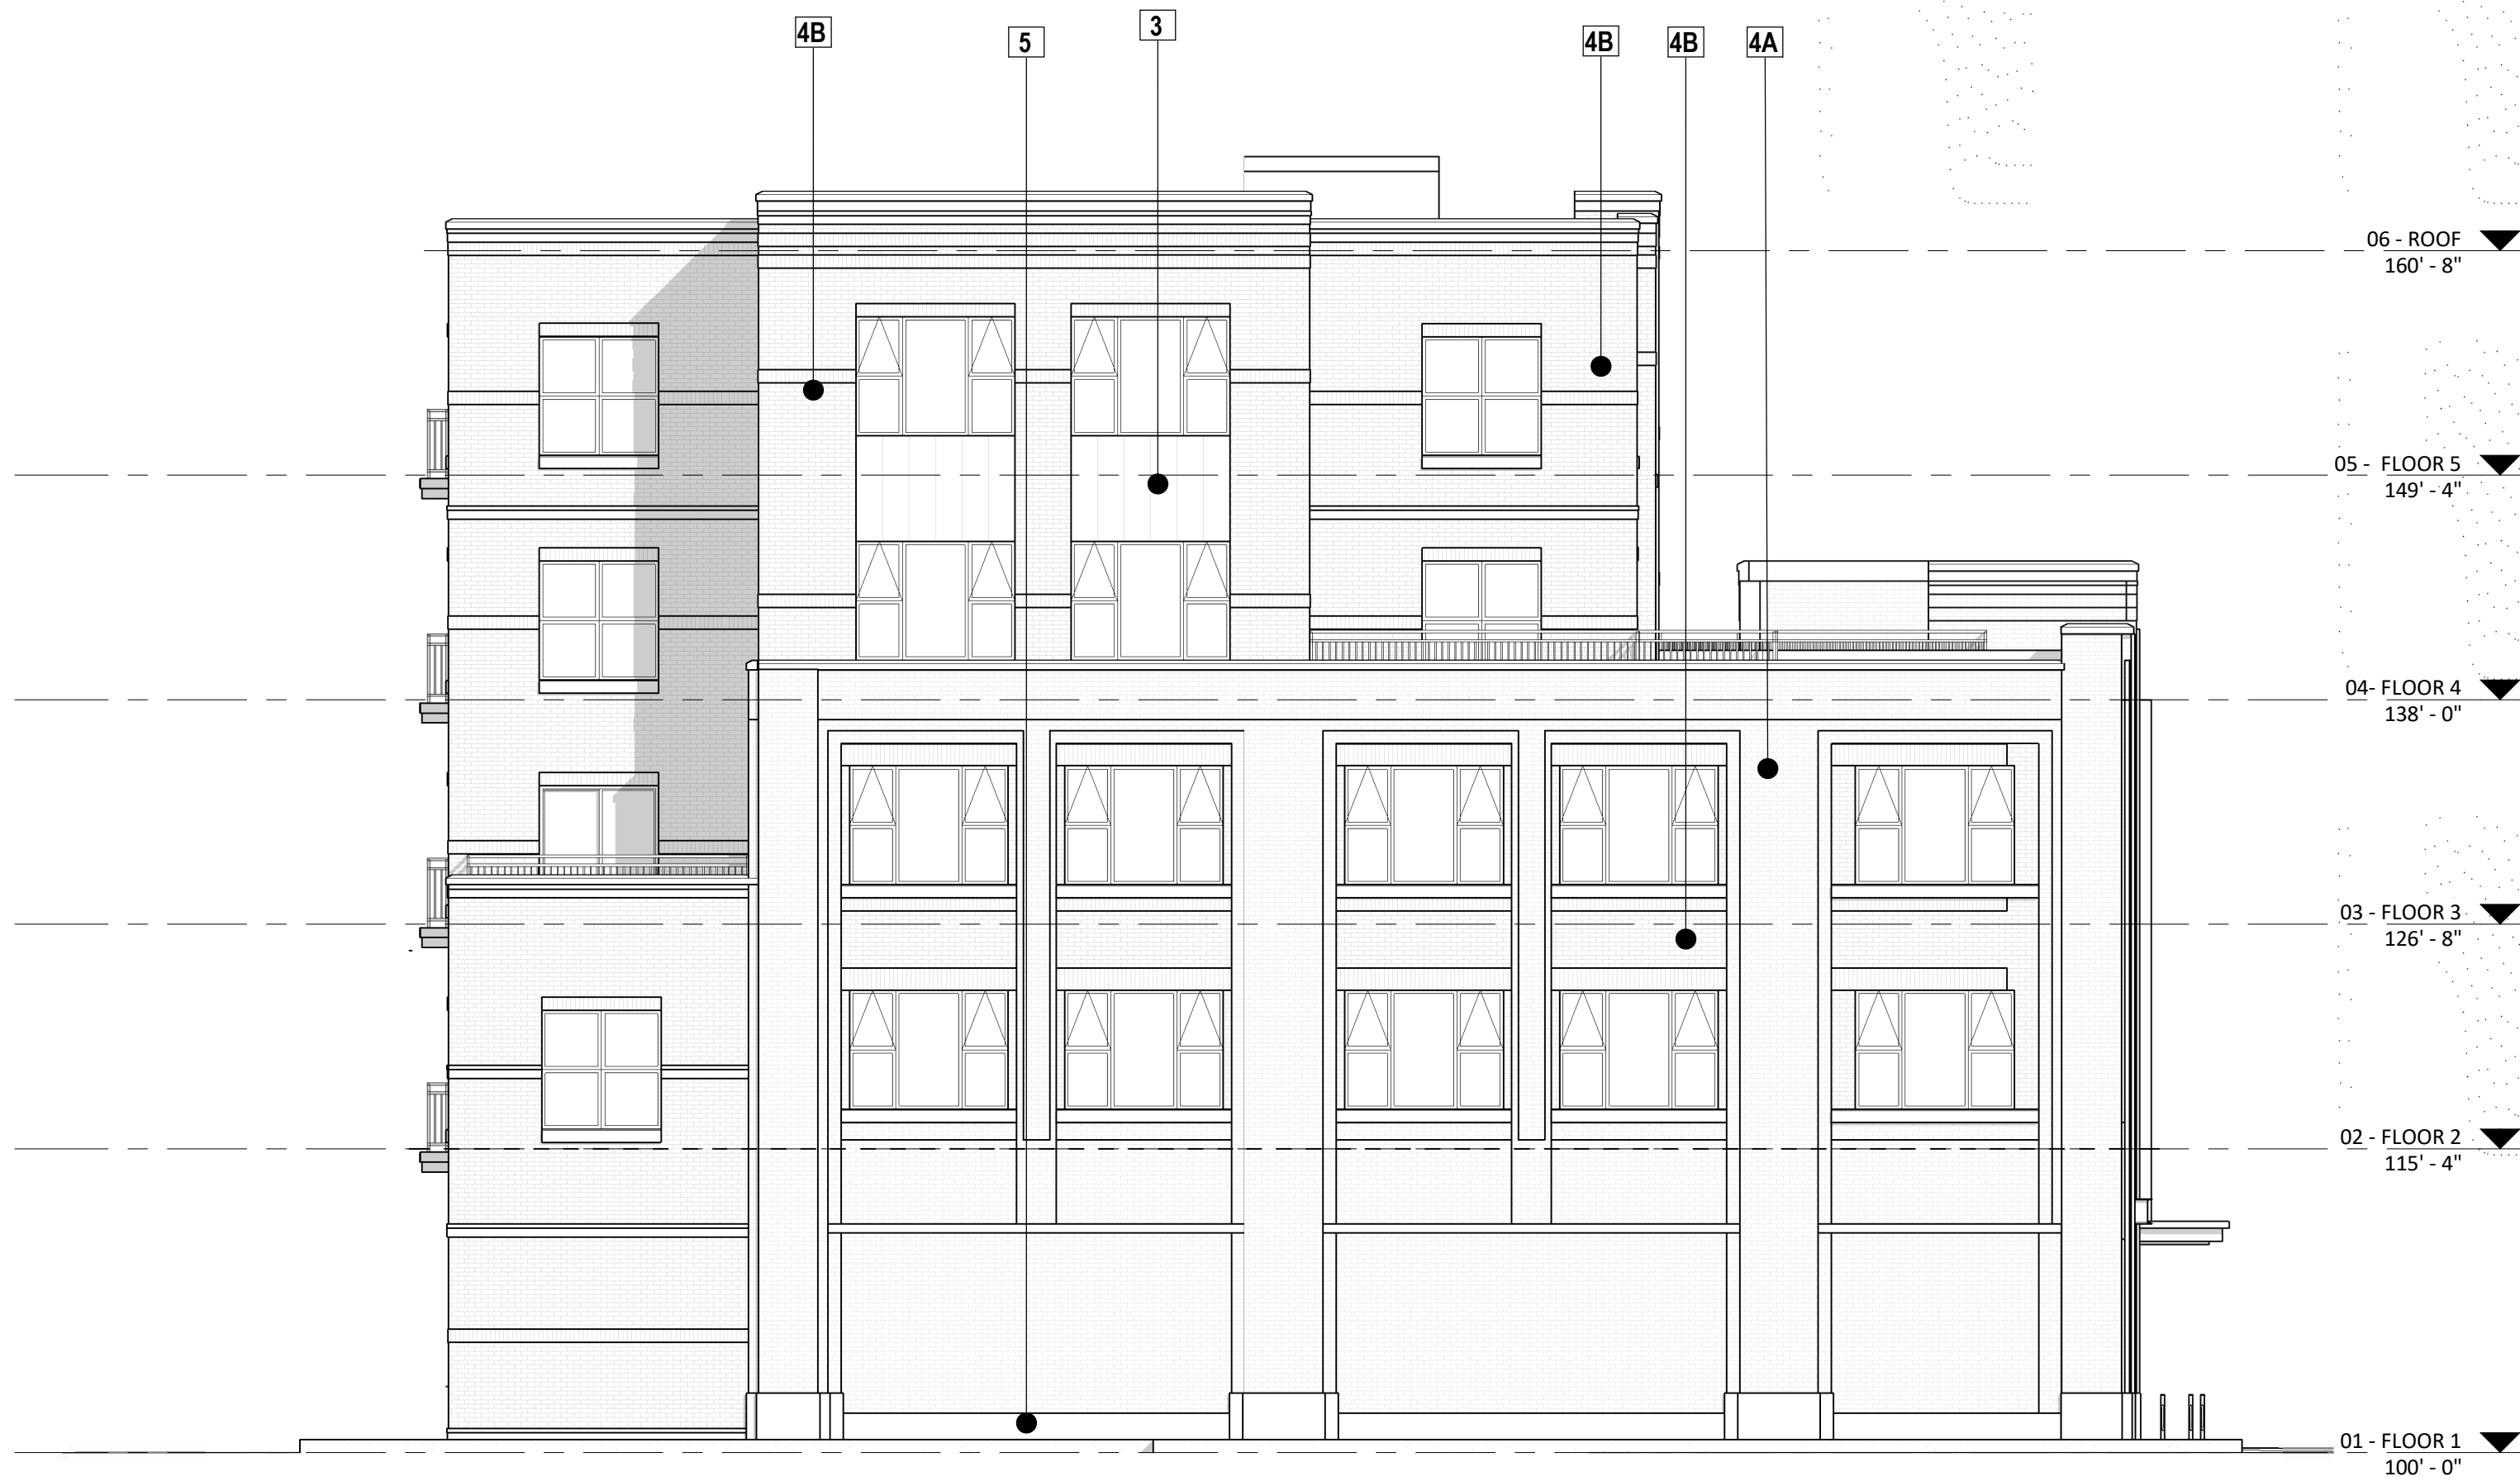 4B
5
3
4B
4B
4A
06 - ROOF
160' - 8"
05 - FLOOR 5
149' - 4"
04- FLOOR 4
138' - 0"
03 - FLOOR 3
126' - 8"
02 - FLOOR 2
115' - 4"
01 - FLOOR 1
100' - 0"